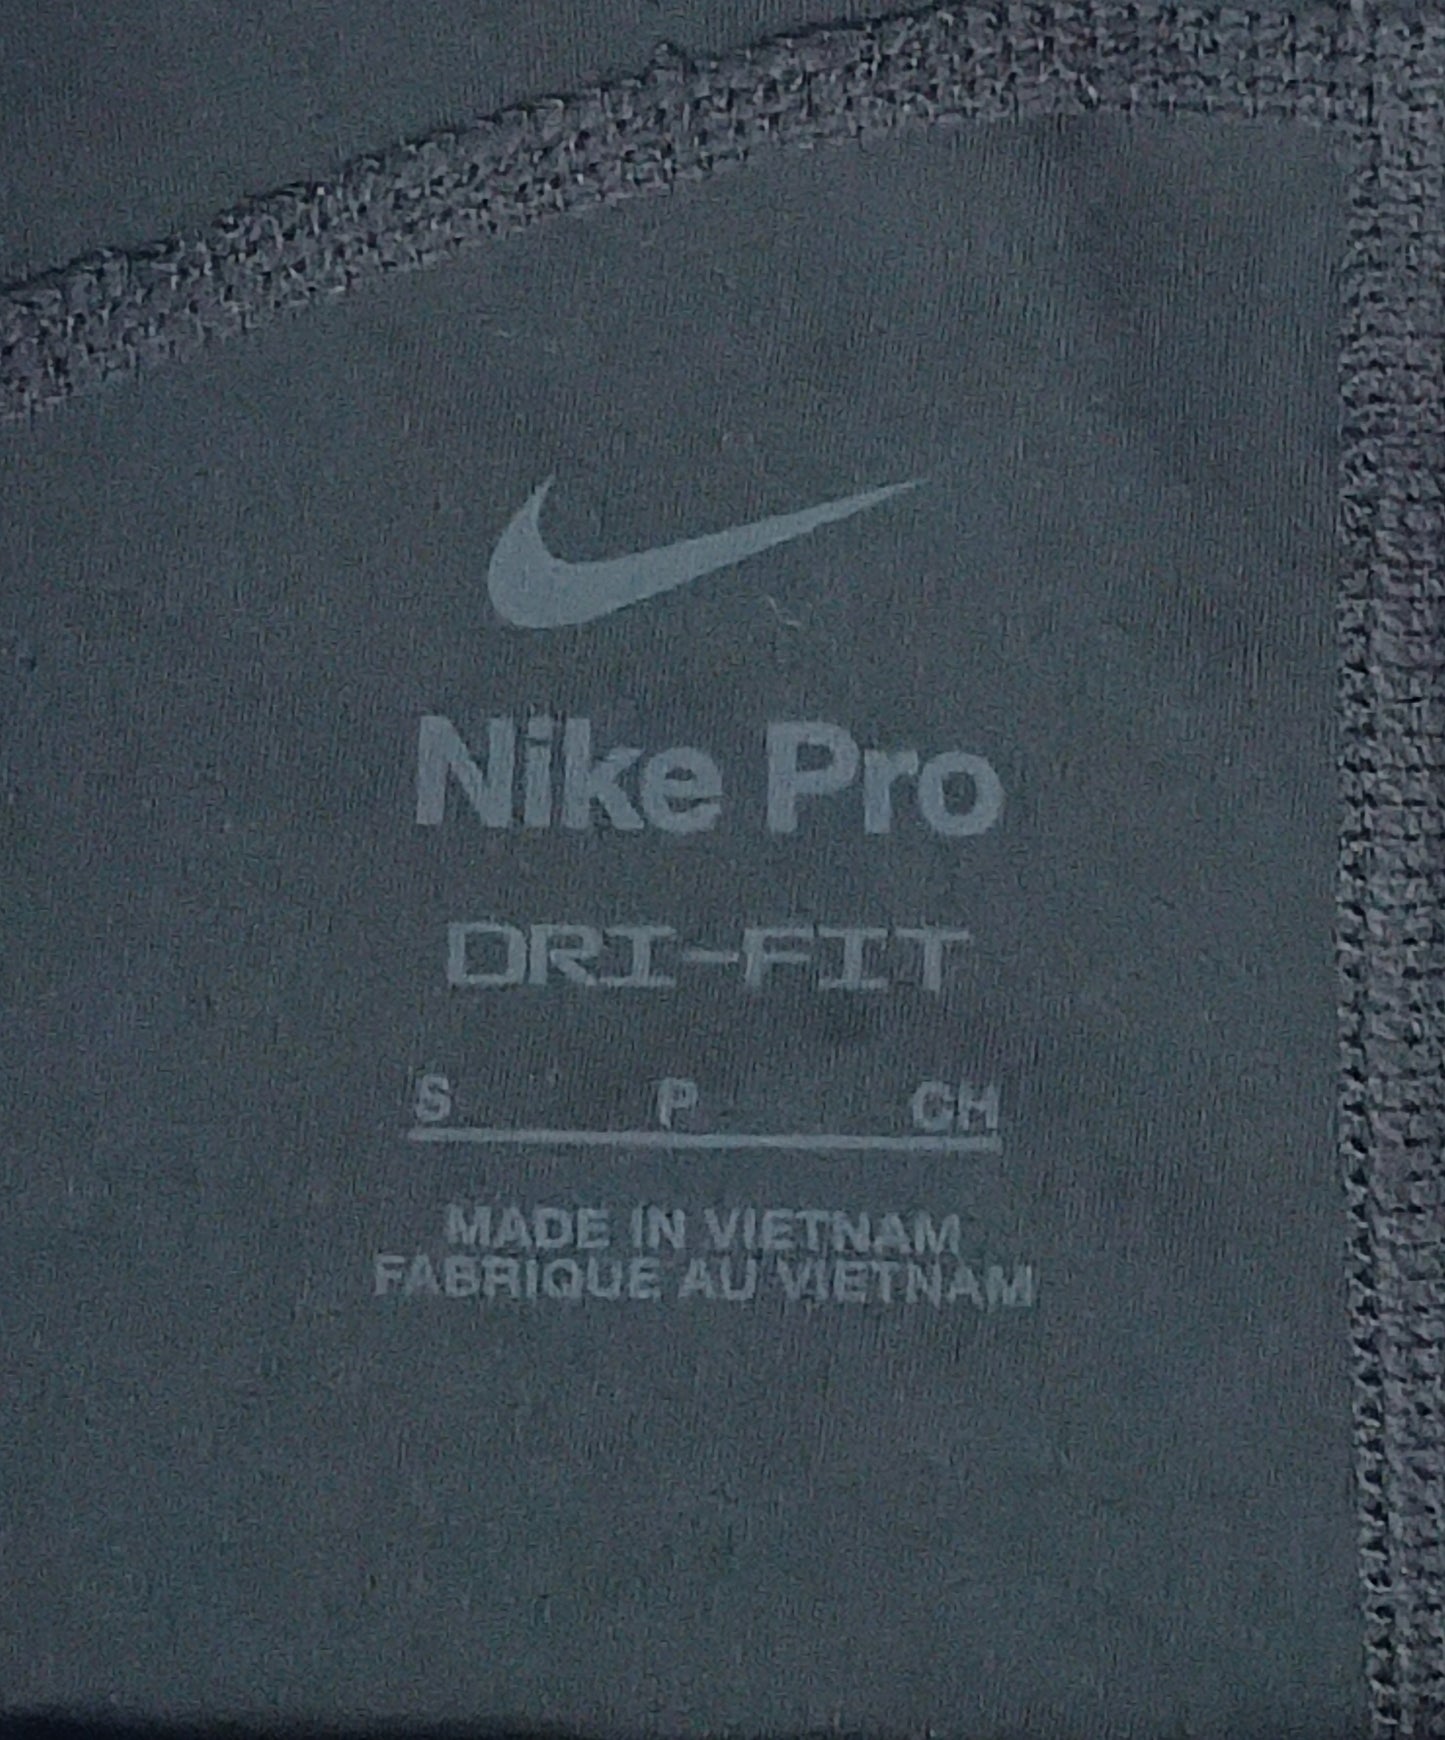 Nike Pro
DRI-FIT
S P CH
MADE IN VIETNAM
FABRIQUE AU VIETNAM